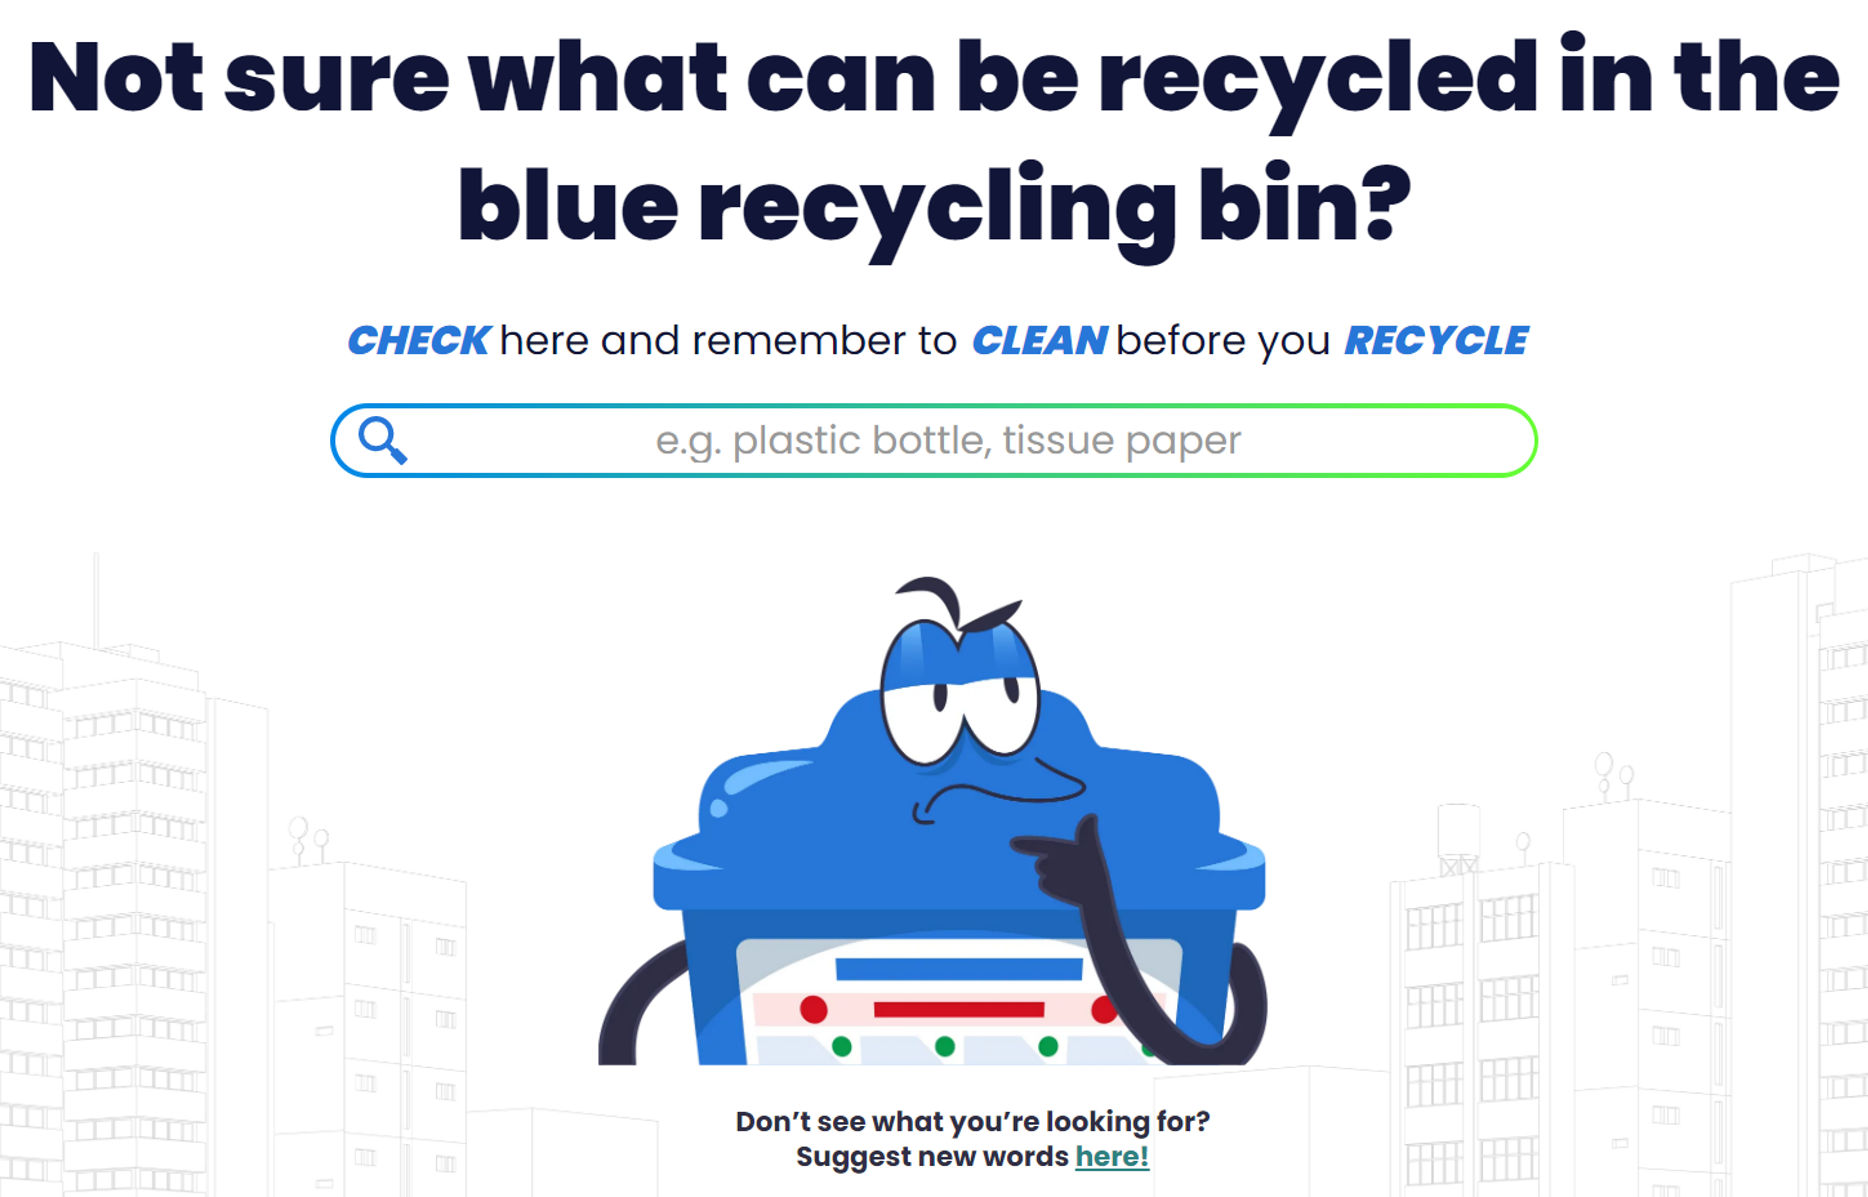 Not sure what can be recycled in the
blue recycling bin?
CHECK here and remember to CLEAN before you RECYCLE
e.g. plastic bottle, tissue paper
Don’t see what you’re looking for?
Suggest new words here!